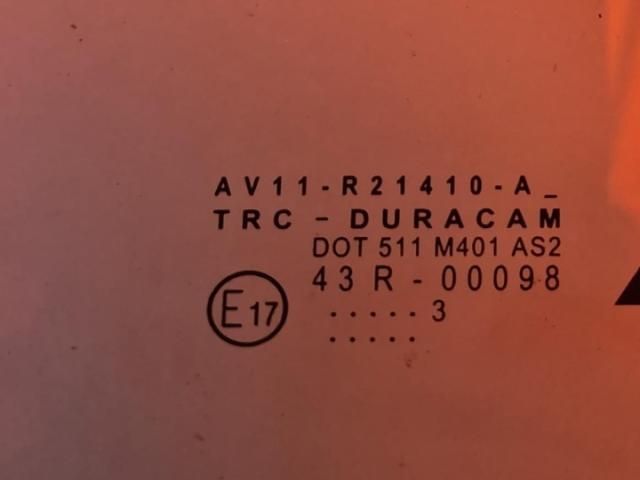 AV11-R21410-A_
TRC - DURACAM
DOT 511 M401 AS2
43R-00098
E17
.....3
.....